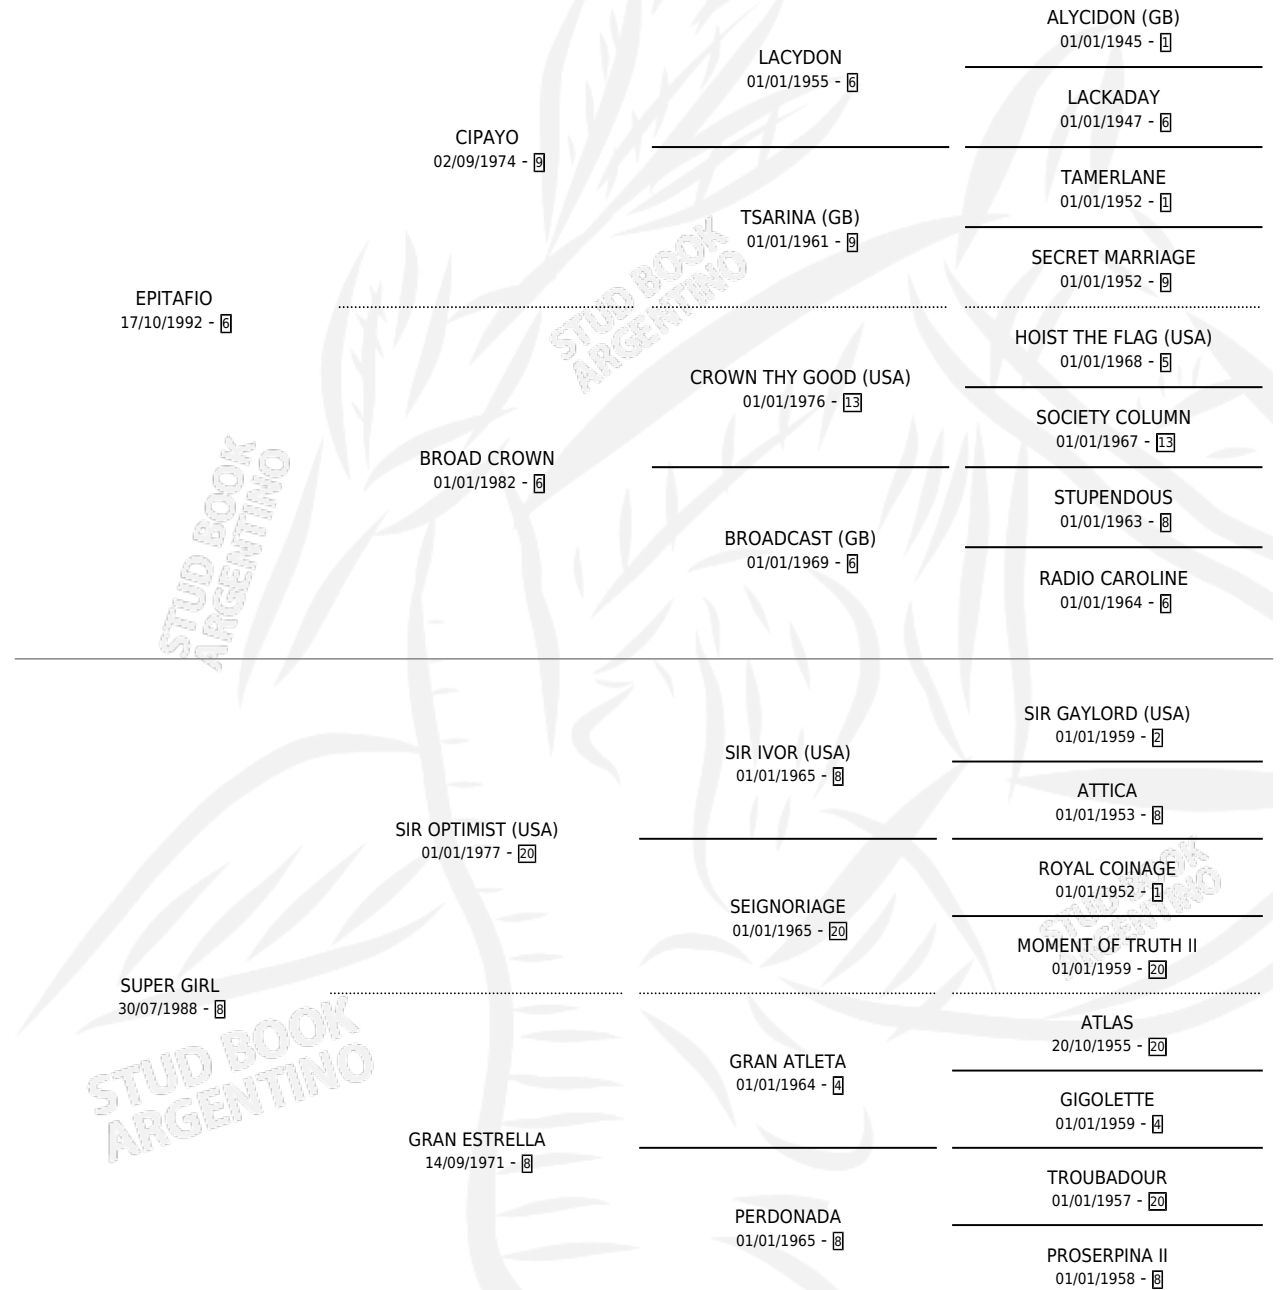 ALYCIDON (GB)
01/01/1945 - 1
LACYDON
01/01/1955 - 6
LACKADAY
01/01/1947 - 6
CIPAYO
02/09/1974 - 9
TAMERLANE
01/01/1952 - 1
TSARINA (GB)
01/01/1961 - 9
SECRET MARRIAGE
01/01/1952 - 9
EPITAFIO
17/10/1992 - 6
HOIST THE FLAG (USA)
01/01/1968 - 5
CROWN THY GOOD (USA)
01/01/1976 - 13
SOCIETY COLUMN
01/01/1967 - 13
BROAD CROWN
01/01/1982 - 6
STUPENDOUS
01/01/1963 - 8
BROADCAST (GB)
01/01/1969 - 6
RADIO CAROLINE
01/01/1964 - 6
SIR GAYLORD (USA)
01/01/1959 - 2
SIR IVOR (USA)
01/01/1965 - 8
ATTICA
01/01/1953 - 8
SIR OPTIMIST (USA)
01/01/1977 - 20
ROYAL COINAGE
01/01/1952 - 1
SEIGNORIAGE
01/01/1965 - 20
MOMENT OF TRUTH II
01/01/1959 - 20
SUPER GIRL
30/07/1988 - 8
ATLAS
20/10/1955 - 20
GRAN ATLETA
01/01/1964 - 4
GIGOLETTE
01/01/1959 - 4
GRAN ESTRELLA
14/09/1971 - 8
TROUBADOUR
01/01/1957 - 20
PERDONADA
01/01/1965 - 8
PROSERPINA II
01/01/1958 - 8
STUD BOOK
ARGENTINO
STUD BOOK
ARGENTINO
STUD BOOK
ARGENTINO
STUD BOOK
ARGENTINO